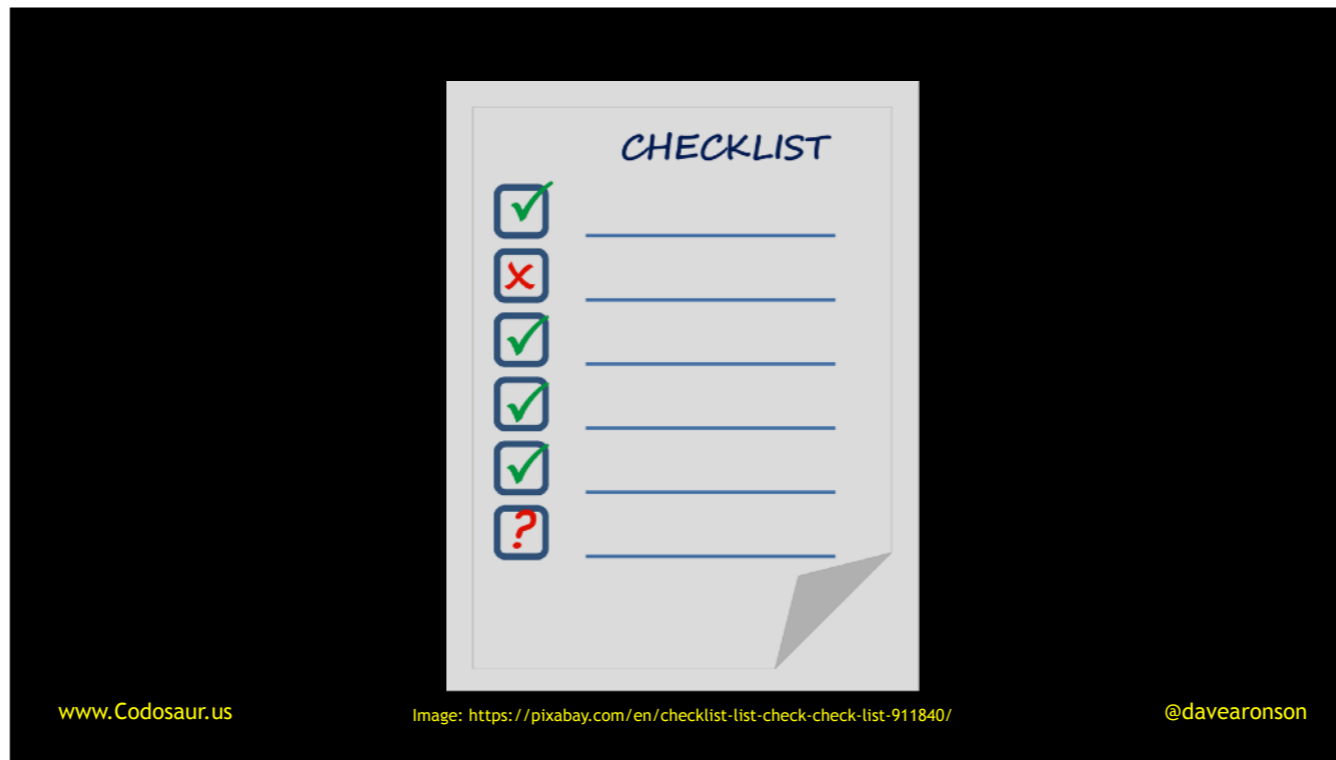 CHECKLIST
?
www.Codosaur.us
Image: https://pixabay.com/en/checklist-list-check-check-list-911840/
@davearonson